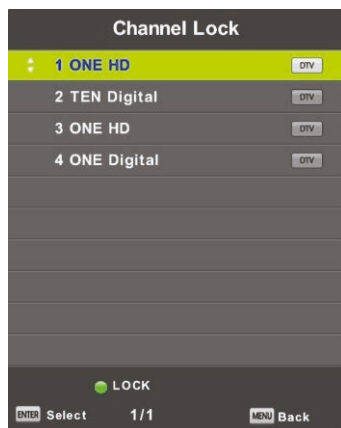 Channel Lock
1 ONE HD DTV
2 TEN Digital DTV
3 ONE HD DTV
4 ONE Digital DTV
LOCK
ENTER Select 1/1 MENU Back